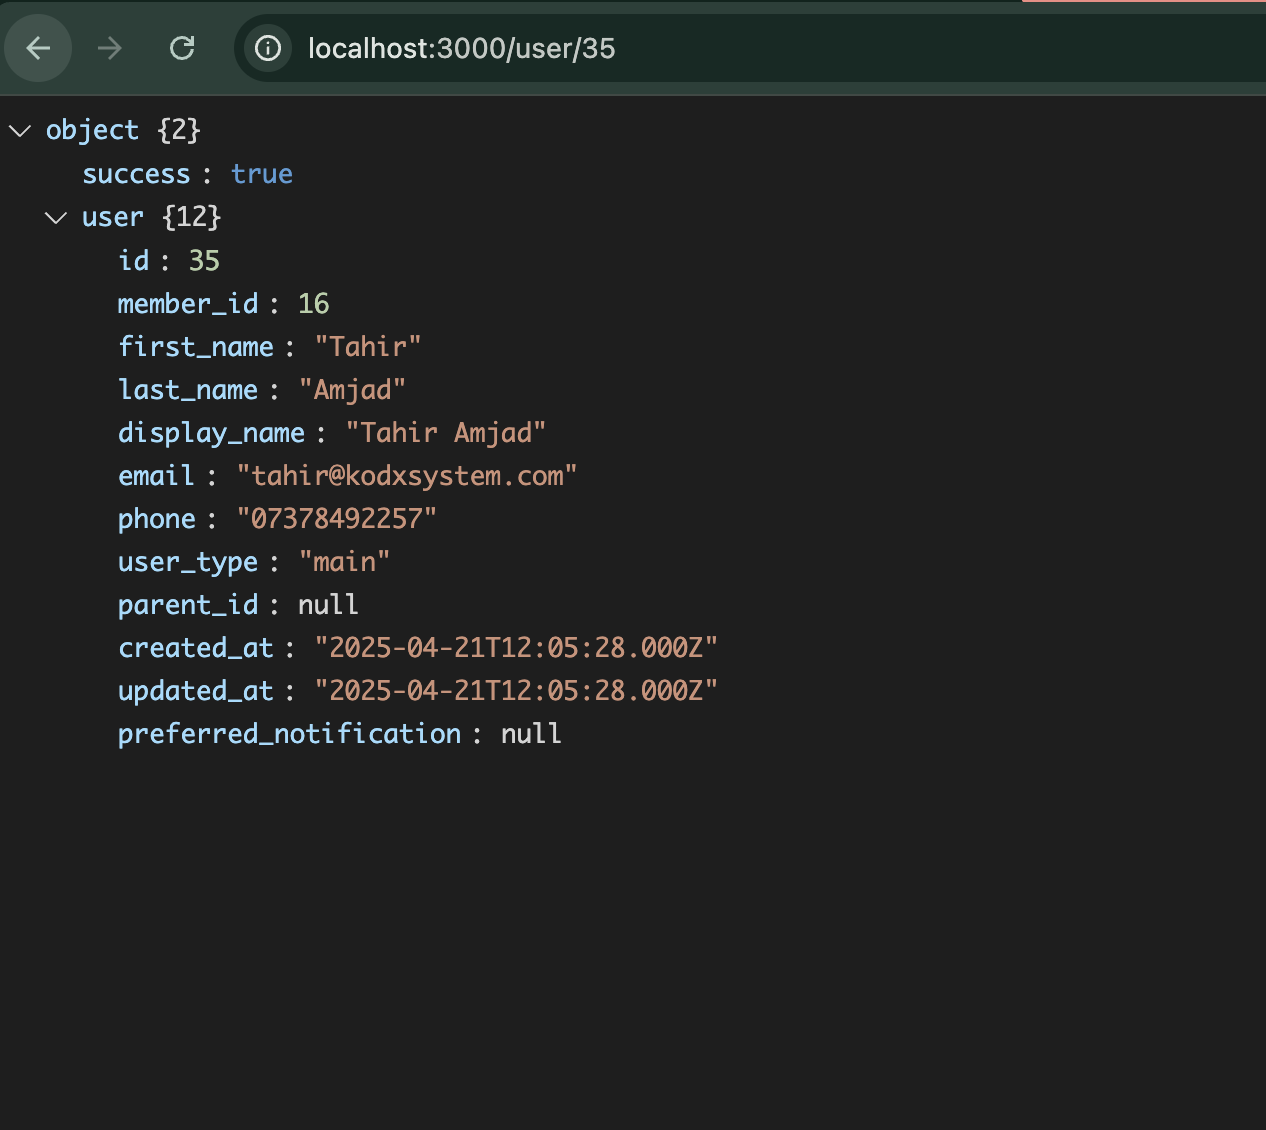 localhost:3000/user/35
object {2}
success : true
user {12}
id : 35
member_id : 16
first_name : "Tahir"
last_name : "Amjad"
display_name : "Tahir Amjad"
email : "tahir@kodxsystem.com"
phone : "07378492257"
user_type : "main"
parent_id : null
created_at : "2025-04-21T12:05:28.000Z"
updated_at : "2025-04-21T12:05:28.000Z"
preferred_notification : null